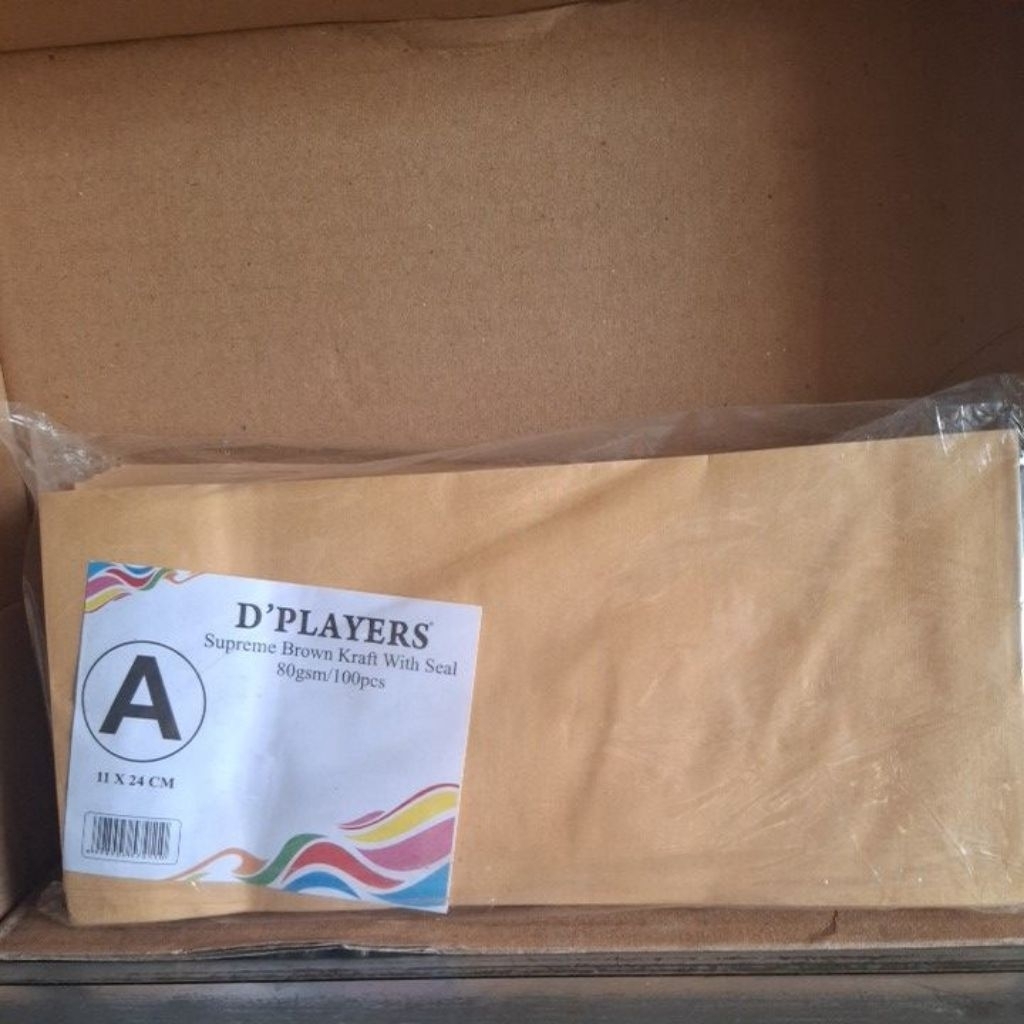 D'PLAYERS
Supreme Brown Kraft With Seal
80gsm/100pcs
A
11 X 24 CM